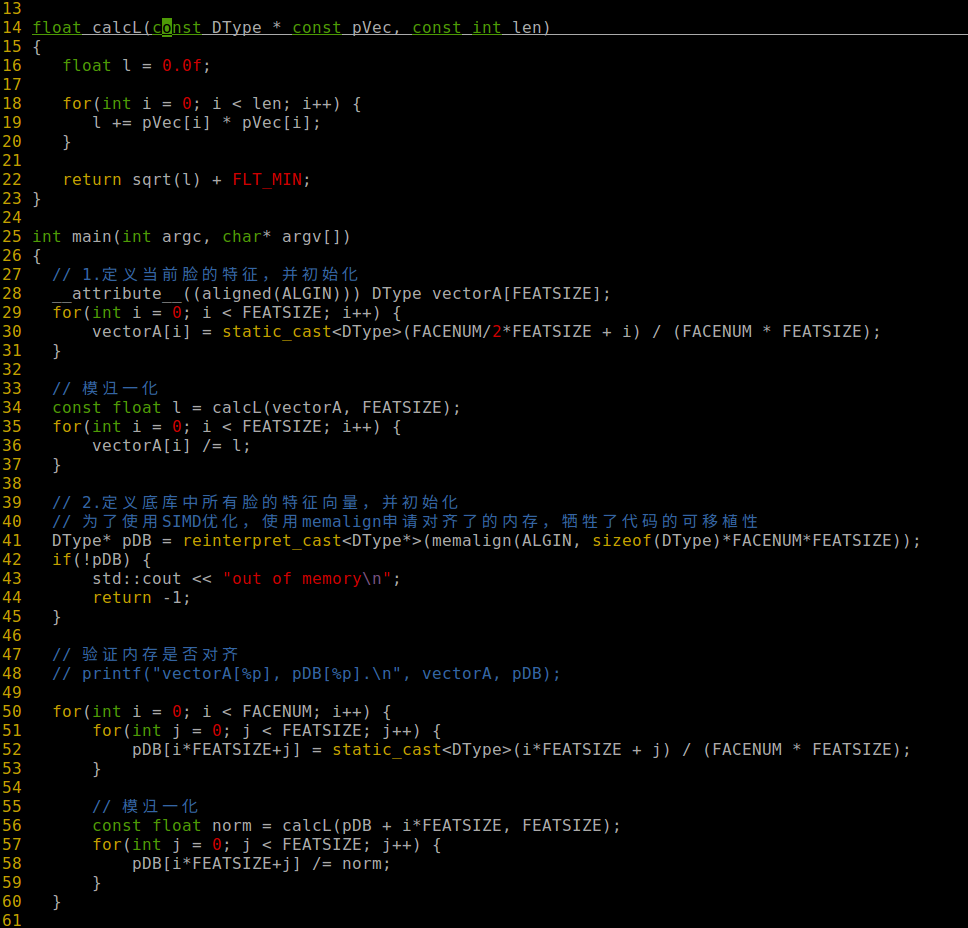 13
14 float calcL(const DType * const pVec, const int len)
15 {
16    float l = 0.0f;
17
18    for(int i = 0; i < len; i++) {
19       l += pVec[i] * pVec[i];
20    }
21
22    return sqrt(l) + FLT_MIN;
23 }
24
25 int main(int argc, char* argv[])
26 {
27   // 1.定义当前脸的特征，并初始化
28   __attribute__((aligned(ALGIN))) DType vectorA[FEATSIZE];
29   for(int i = 0; i < FEATSIZE; i++) {
30       vectorA[i] = static_cast<DType>(FACENUM/2*FEATSIZE + i) / (FACENUM * FEATSIZE);
31   }
32
33   // 模归一化
34   const float l = calcL(vectorA, FEATSIZE);
35   for(int i = 0; i < FEATSIZE; i++) {
36       vectorA[i] /= l;
37   }
38
39   // 2.定义底库中所有脸的特征向量，并初始化
40   // 为了使用SIMD优化，使用memalign申请对齐了的内存，牺牲了代码的可移植性
41   DType* pDB = reinterpret_cast<DType*>(memalign(ALGIN, sizeof(DType)*FACENUM*FEATSIZE));
42   if(!pDB) {
43       std::cout << "out of memory\n";
44       return -1;
45   }
46
47   // 验证内存是否对齐
48   // printf("vectorA[%p], pDB[%p].\n", vectorA, pDB);
49
50   for(int i = 0; i < FACENUM; i++) {
51       for(int j = 0; j < FEATSIZE; j++) {
52           pDB[i*FEATSIZE+j] = static_cast<DType>(i*FEATSIZE + j) / (FACENUM * FEATSIZE);
53       }
54
55       // 模归一化
56       const float norm = calcL(pDB + i*FEATSIZE, FEATSIZE);
57       for(int j = 0; j < FEATSIZE; j++) {
58           pDB[i*FEATSIZE+j] /= norm;
59       }
60   }
61